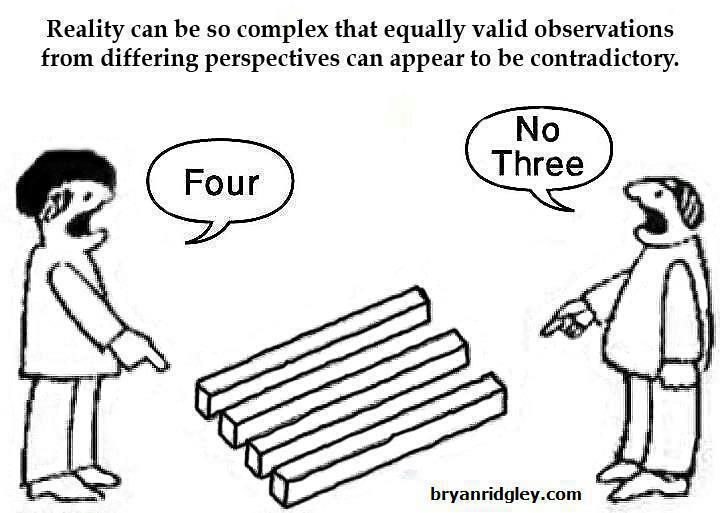 Reality can be so complex that equally valid observations
from differing perspectives can appear to be contradictory.
Four
No
Three
bryanridgley.com